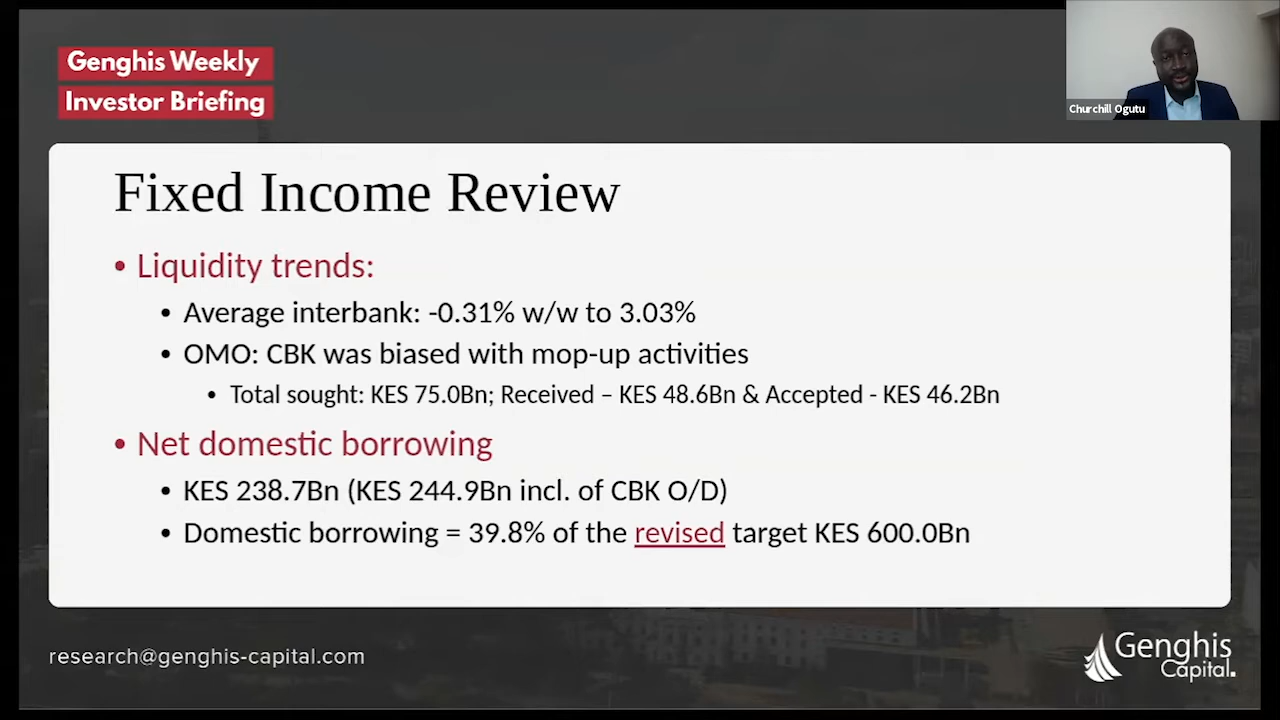 Genghis Weekly
Investor Briefing
Churchill Ogutu
Fixed Income Review
• Liquidity trends:
• Average interbank: -0.31% w/w to 3.03%
• OMO: CBK was biased with mop-up activities
• Total sought: KES 75.0Bn; Received – KES 48.6Bn & Accepted - KES 46.2Bn
• Net domestic borrowing
• KES 238.7Bn (KES 244.9Bn incl. of CBK O/D)
• Domestic borrowing = 39.8% of the revised target KES 600.0Bn
research@genghis-capital.com
Genghis
Capital.